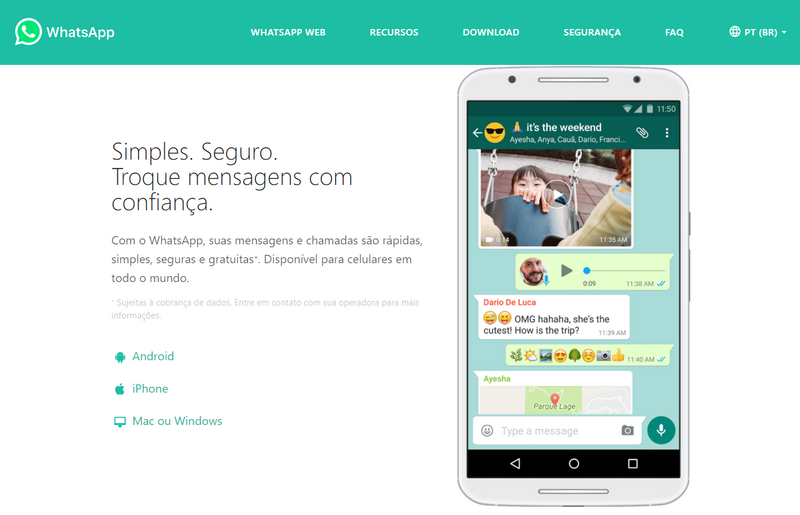 WhatsApp
WHATSAPP WEB
RECURSOS
DOWNLOAD
SEGURANÇA
FAQ
PT (BR)
Simples. Seguro.
Troque mensagens com
confiança.
Com o WhatsApp, suas mensagens e chamadas são rápidas,
simples, seguras e gratuitas*. Disponível para celulares em
todo o mundo.
* Sujeitas à cobrança de dados. Entre em contato com sua operadora para mais
informações.
Android
iPhone
Mac ou Windows
11:50
🙏 it's the weekend
Ayesha, Anya, Cauã, Dario, Franci...
0:14
11:35 AM
0:09
11:38 AM
Dario De Luca
😅😝 OMG hahaha, she's the
cutest! How is the trip?
11:39 AM
🌿🌤🏞😍🌳☺️📷👍 11:40 AM
Ayesha
Parque Lage
Type a message